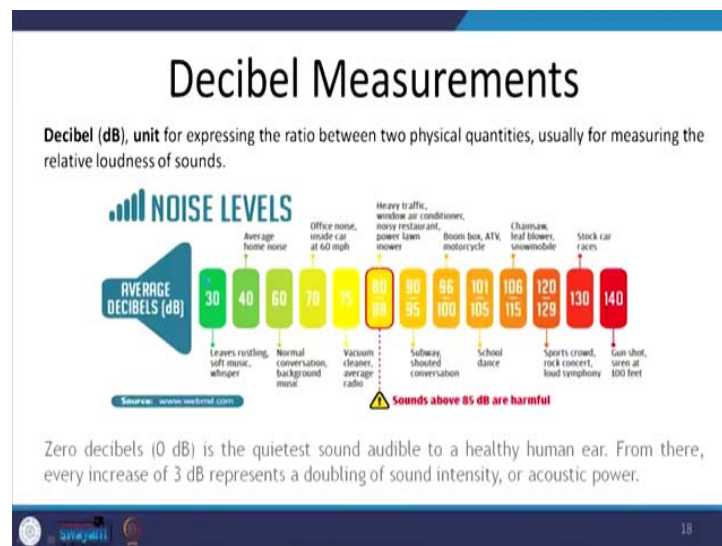 Decibel Measurements
Decibel (dB), unit for expressing the ratio between two physical quantities, usually for measuring the
relative loudness of sounds.
NOISE LEVELS
Average
home noise
Office noise,
inside car
at 60 mph
Heavy traffic,
window air conditioner,
noisy restaurant,
power lawn
mower
Boom box, ATV,
motorcycle
Chainsaw,
leaf blower,
snowmobile
Stock car
races
AVERAGE
DECIBELS (dB)
30
40
60
70
75
80
89
90
95
96
100
101
105
106
115
120
129
130
140
Leaves rustling,
soft music,
whisper
Normal
conversation,
background
music
Vacuum
cleaner,
average
radio
Subway,
shouted
conversation
School
dance
Sports crowd,
rock concert,
loud symphony
Gun shot,
siren at
100 feet
Source: www.webmd.com
Sounds above 85 dB are harmful
Zero decibels (0 dB) is the quietest sound audible to a healthy human ear. From there,
every increase of 3 dB represents a doubling of sound intensity, or acoustic power.
swayam
18